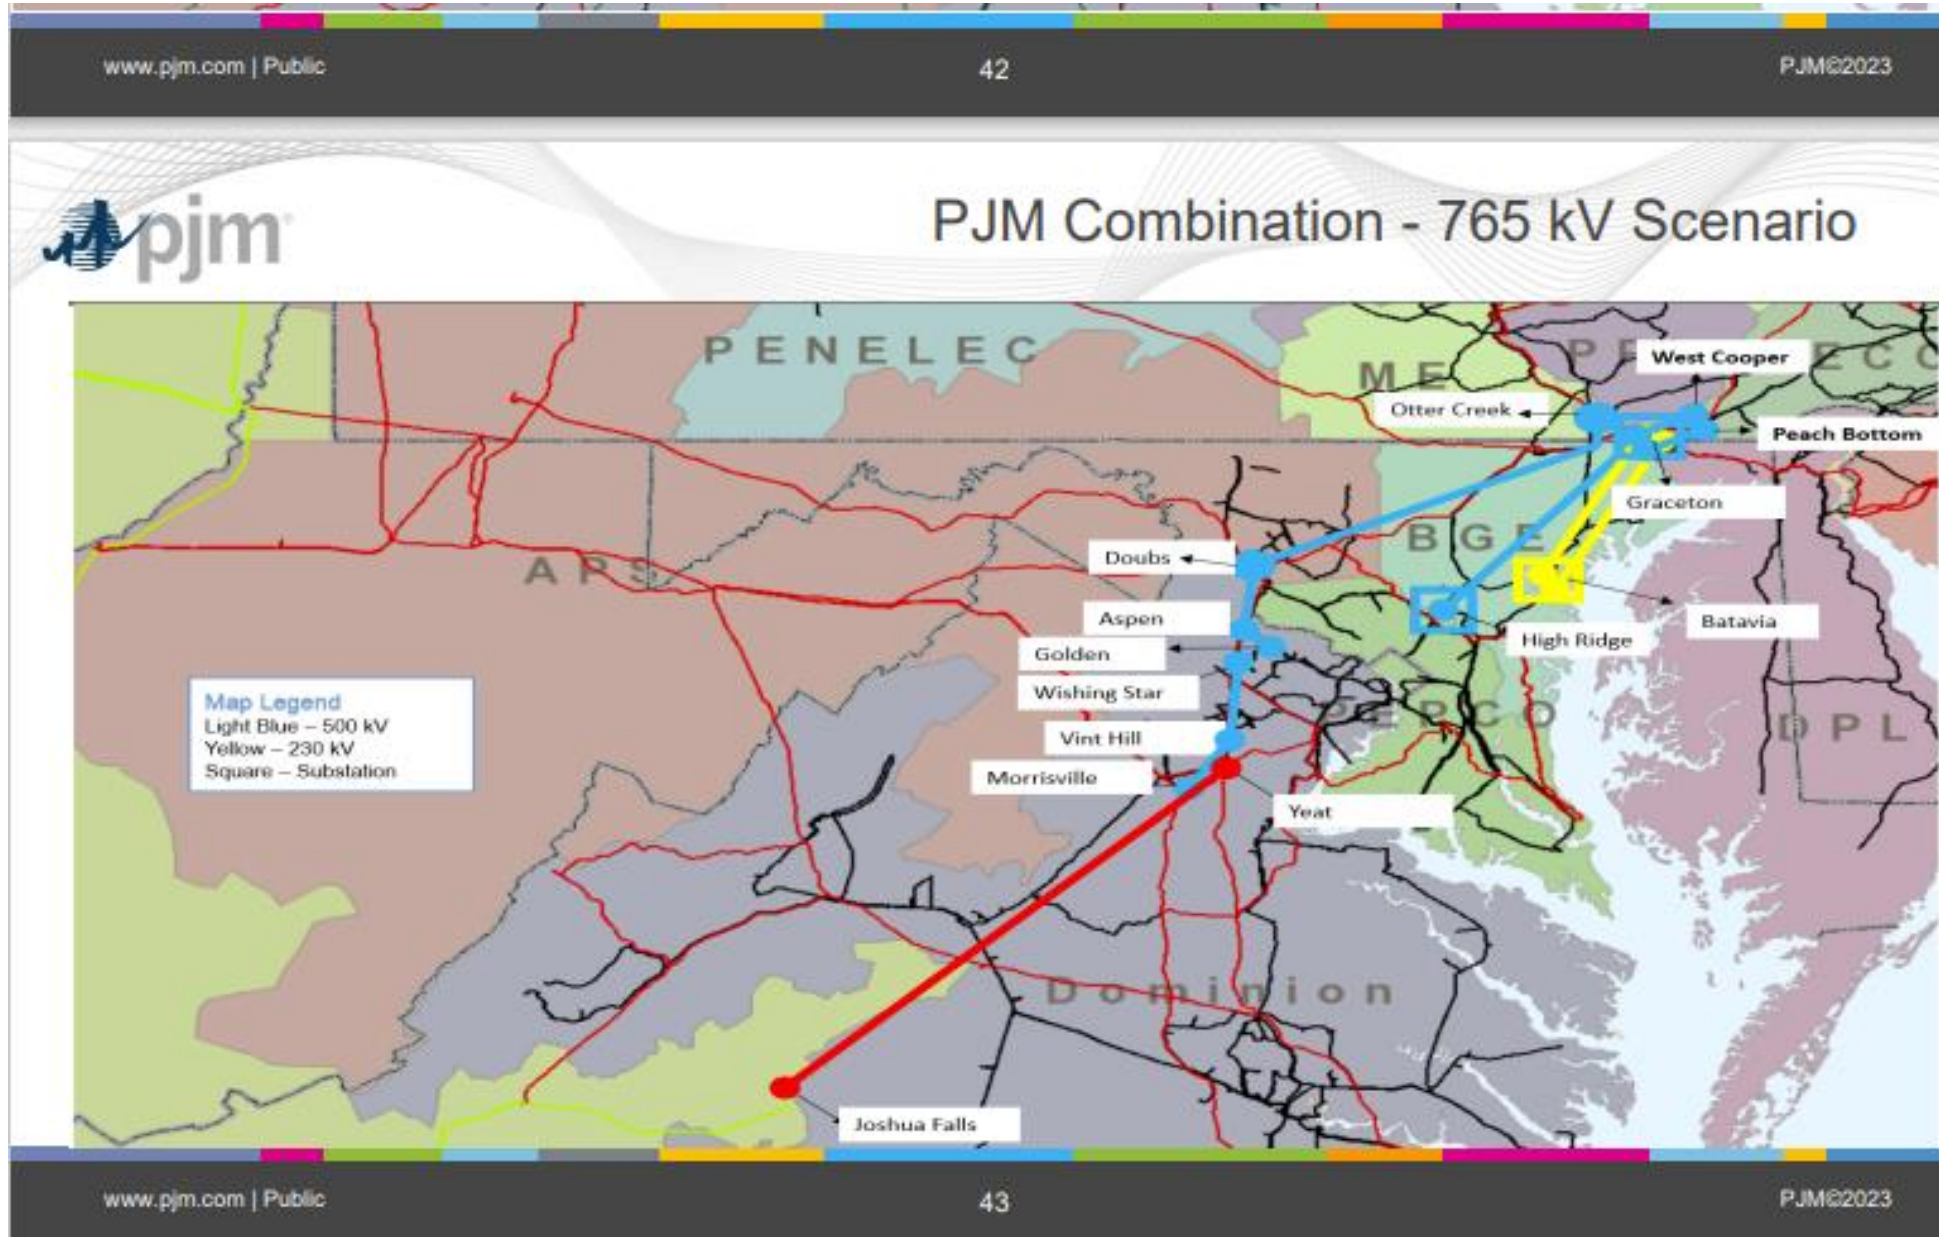 www.pjm.com | Public
42
PJM©2023
pjm
PJM Combination - 765 kV Scenario
PENELEC
ME
West Cooper
ECC
Otter Creek
Peach Bottom
Graceton
BGE
Doubs
APS
Aspen
Batavia
High Ridge
Golden
Wishing Star
PEPCO
DPL
Map Legend
Light Blue – 500 kV
Yellow – 230 kV
Square – Substation
Vint Hill
Morrisville
Yeat
Dominion
Joshua Falls
www.pjm.com | Public
43
PJM©2023